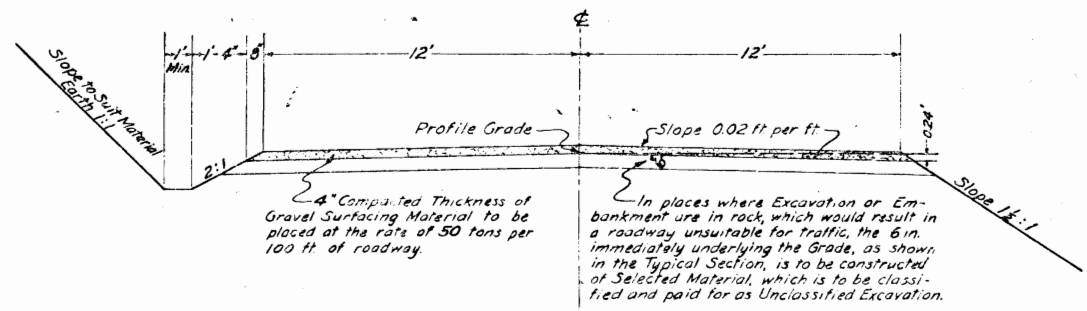 ℄
1' 1'-4" 8" 12' 12'
Min.
Slope to Suit Material
Earth 1:1
Profile Grade
Slope 0.02 ft per ft.
0.24'
2:1
6"
Slope 1½:1
4" Compacted Thickness of
Gravel Surfacing Material to be
placed at the rate of 50 tons per
100 ft. of roadway.
In places where Excavation or Em-
bankment are in rock, which would result in
a roadway unsuitable for traffic, the 6 in.
immediately underlying the Grade, as shown
in the Typical Section, is to be constructed
of Selected Material, which is to be classi-
fied and paid for as Unclassified Excavation.